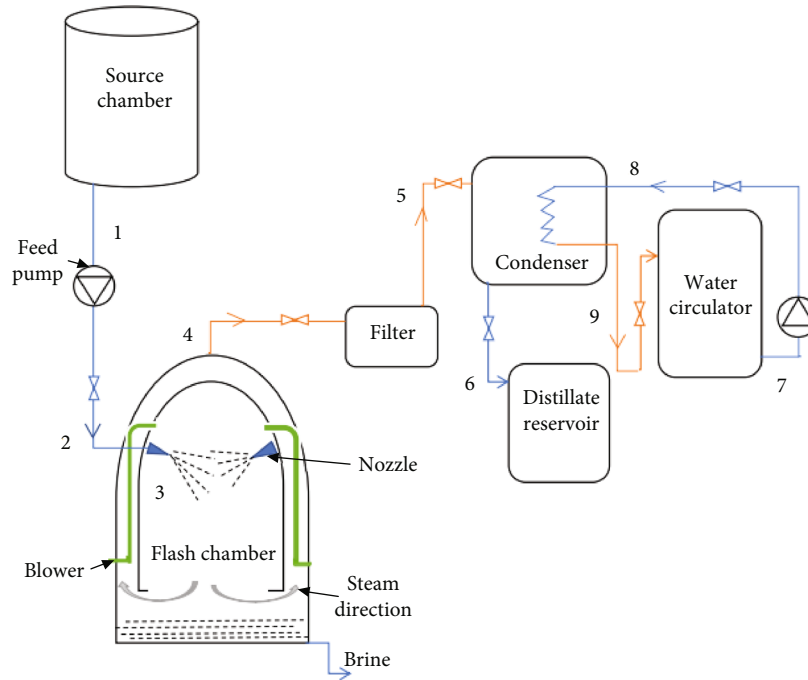 Source
chamber
1
Feed
pump
2
3
4
5
Filter
Condenser
8
Water
circulator
9
7
6
Distillate
reservoir
Nozzle
Flash chamber
Blower
Steam
direction
Brine